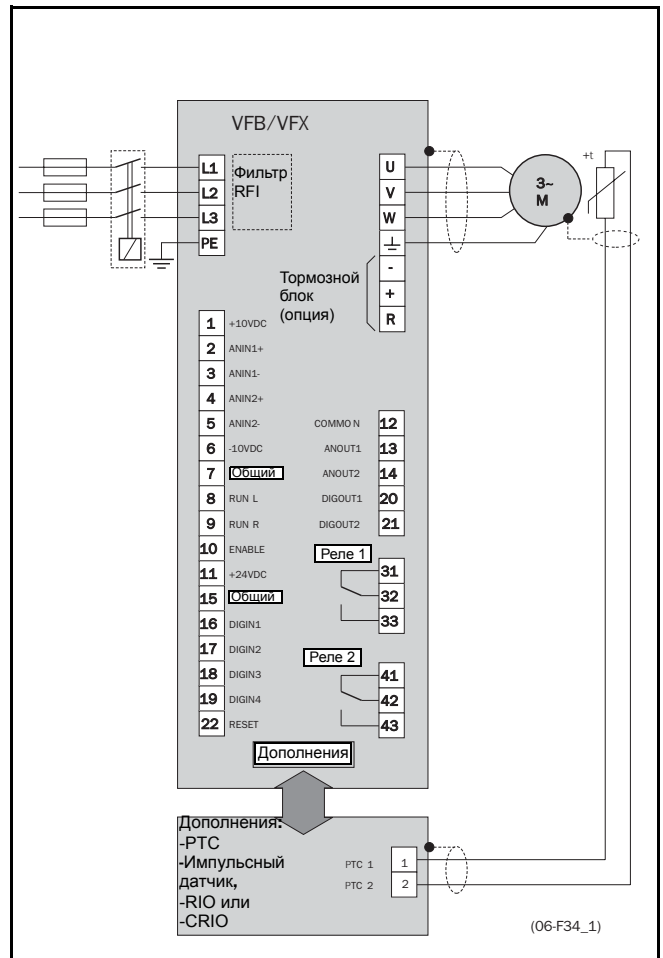 VFB/VFX
L1
L2
L3
PE
Фильтр
RFI
U
V
W
-
+
R
Тормозной
блок
(опция)
3~
M
+t
1 +10VDC
2 ANIN1+
3 ANIN1-
4 ANIN2+
5 ANIN2-
6 -10VDC
7 Общий
8 RUN L
9 RUN R
10 ENABLE
11 +24VDC
15 Общий
16 DIGIN1
17 DIGIN2
18 DIGIN3
19 DIGIN4
22 RESET
COMMON 12
ANOUT1 13
ANOUT2 14
DIGOUT1 20
DIGOUT2 21
Реле 1
31
32
33
Реле 2
41
42
43
Дополнения
Дополнения:
-PTC
-Импульсный
датчик,
-RIO или
-CRIO
PTC 1 1
PTC 2 2
(06-F34_1)